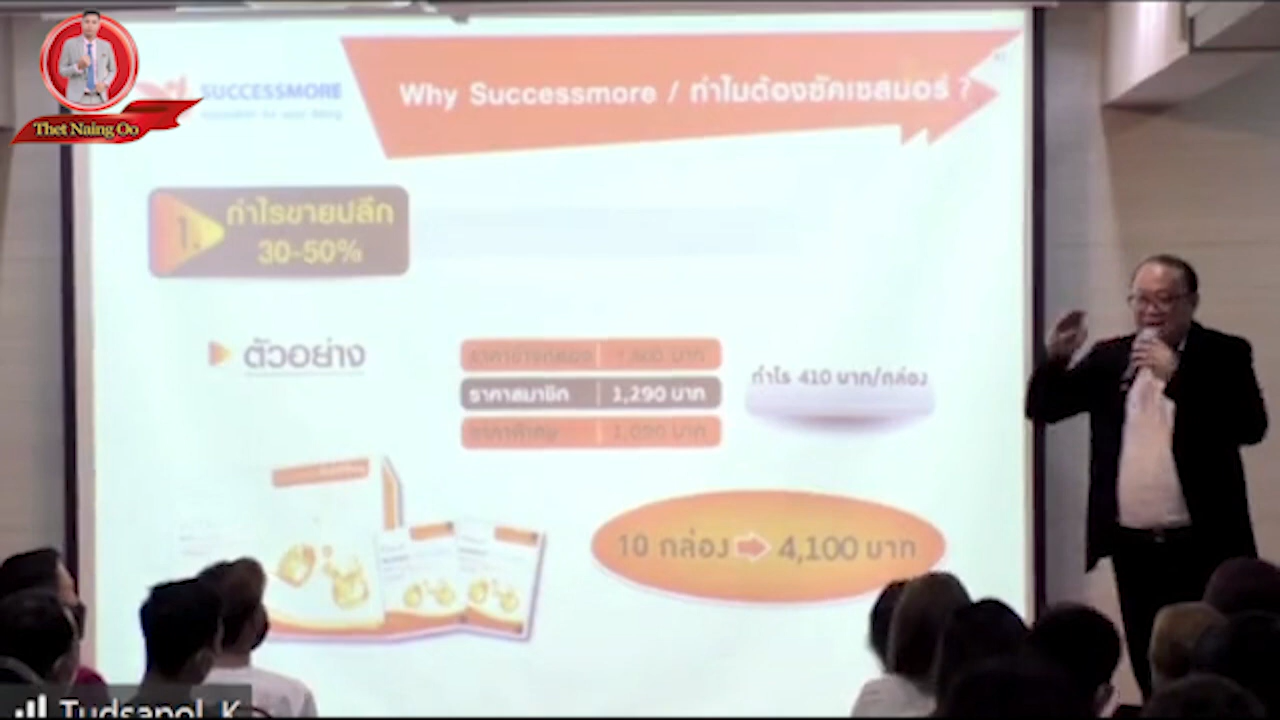 Thet Naing Oo
SUCCESSMORE
Why Successmore / ทำไมต้องซัคเซสมอร์ ?
1. กำไรขายปลีก
30-50%
ตัวอย่าง
ราคาสมาชิก 1,290 บาท
กำไร 410 บาท/กล่อง
10 กล่อง 4,100 บาท
Tudsapol_K